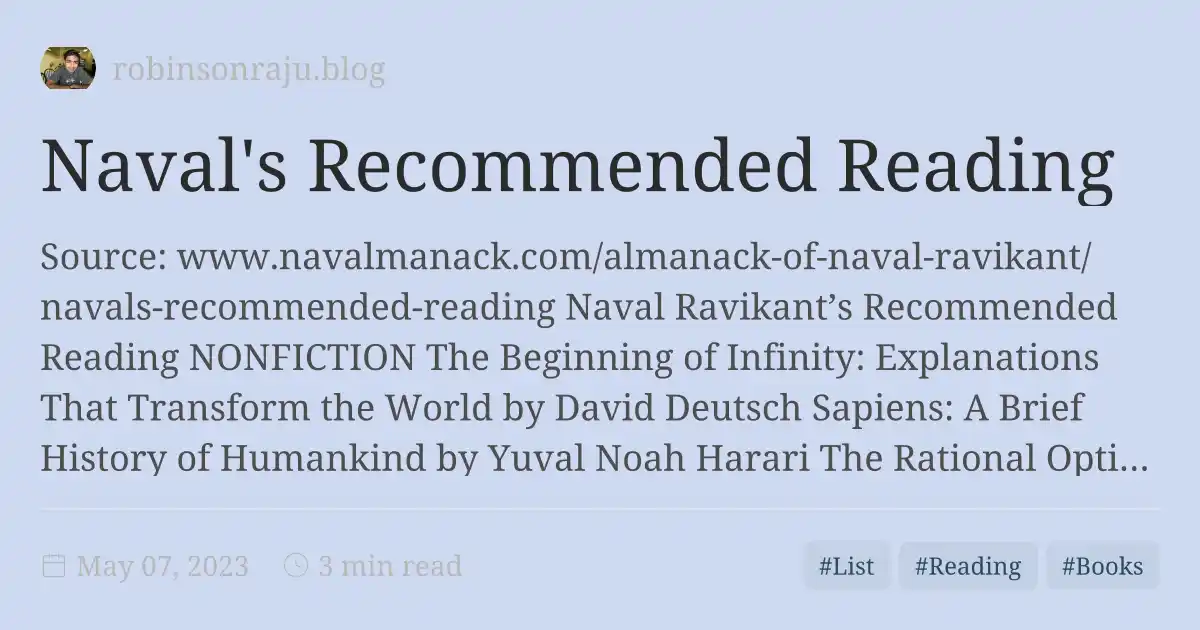 robinsonraju.blog
Naval's Recommended Reading
Source: www.navalmanack.com/almanack-of-naval-ravikant/
navals-recommended-reading Naval Ravikant’s Recommended
Reading NONFICTION The Beginning of Infinity: Explanations
That Transform the World by David Deutsch Sapiens: A Brief
History of Humankind by Yuval Noah Harari The Rational Opti…
May 07, 2023 3 min read #List #Reading #Books